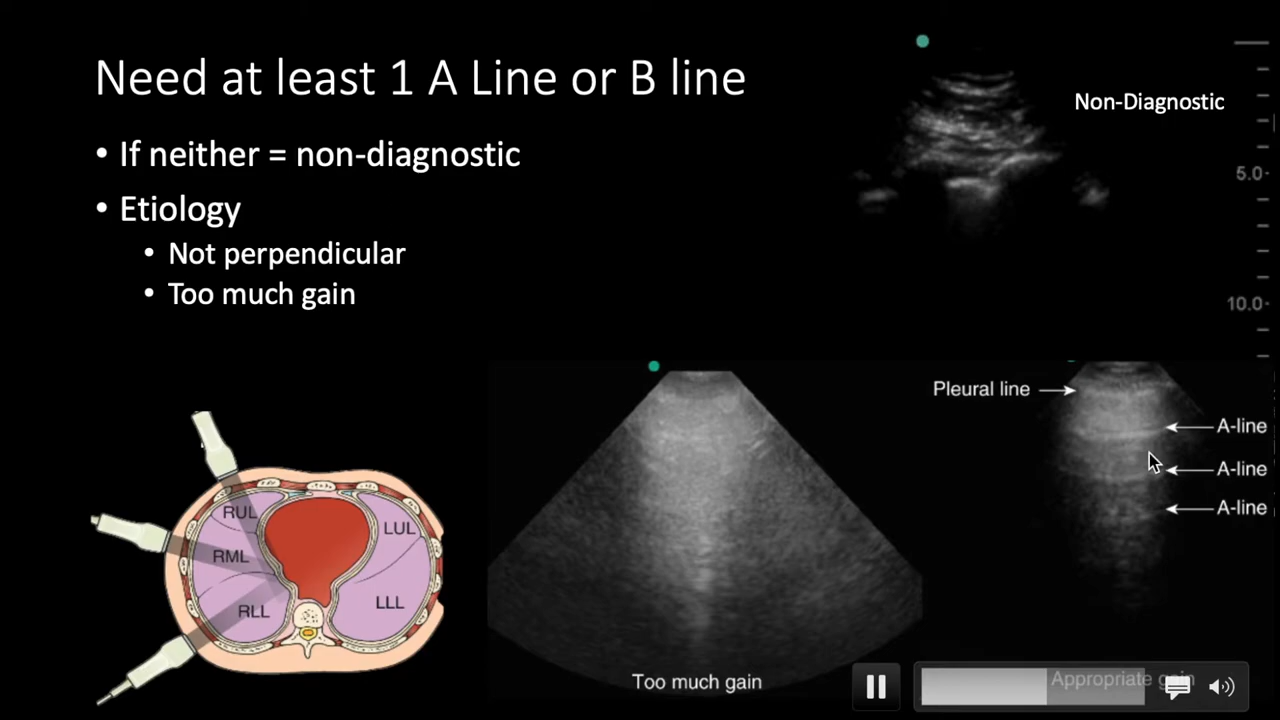 Need at least 1 A Line or B line
• If neither = non-diagnostic
• Etiology
• Not perpendicular
• Too much gain
Non-Diagnostic
5.0
10.0
Pleural line
A-line
A-line
A-line
RUL
LUL
RML
RLL
LLL
Too much gain
Appropriate gain